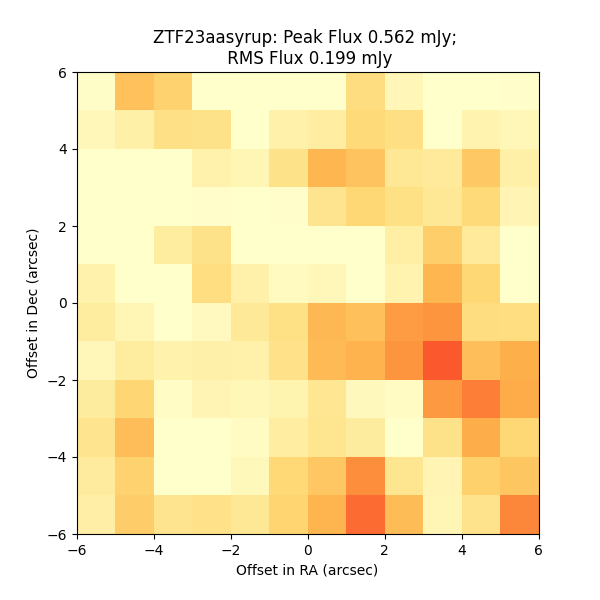 ZTF23aasyrup: Peak Flux 0.562 mJy;
RMS Flux 0.199 mJy
6
4
2
0
−2
−4
−6
Offset in Dec (arcsec)
−6 −4 −2 0 2 4 6
Offset in RA (arcsec)